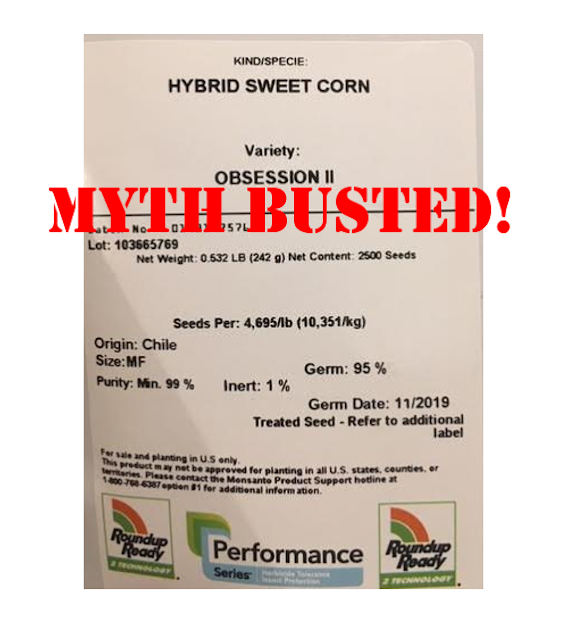 KIND/SPECIE:
HYBRID SWEET CORN
Variety:
OBSESSION II
MYTH BUSTED!
Lot: 103665769
Net Weight: 0.532 LB (242 g) Net Content: 2500 Seeds
Seeds Per: 4,695/lb (10,351/kg)
Origin: Chile
Size:MF
Germ: 95 %
Purity: Min. 99 % Inert: 1 %
Germ Date: 11/2019
Treated Seed - Refer to additional
label
For sale and planting in U.S only.
This product may not be approved for planting in all U.S. states, counties, or
territories. Please contact the Monsanto Product Support hotline at
1-800-768-6387 option #1 for additional information.
Roundup
Ready
2 TECHNOLOGY
Performance
Series
Herbicide Tolerance
Insect Protection
Roundup
Ready
2 TECHNOLOGY